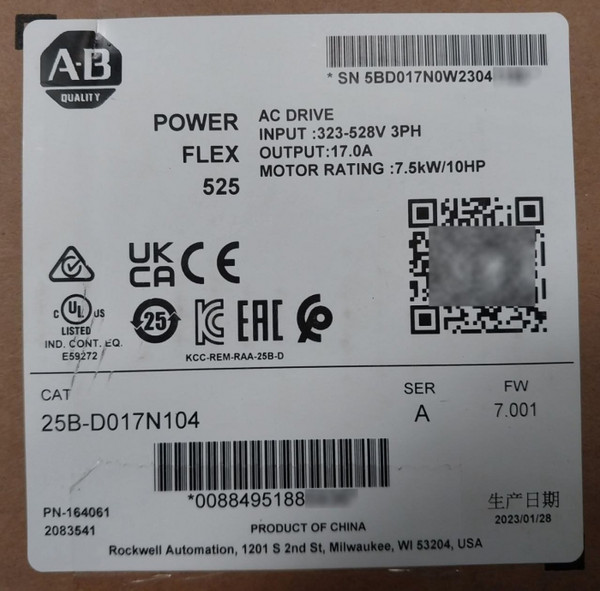 A-B
QUALITY
* SN 5BD017N0W2304
POWER
FLEX
525
AC DRIVE
INPUT :323-528V 3PH
OUTPUT:17.0A
MOTOR RATING :7.5kW/10HP
UK
CA
CE
C UL US
LISTED
IND. CONT. EQ.
E59272
25
KC
EAC
KCC-REM-RAA-25B-D
CAT
25B-D017N104
SER
A
FW
7.001
*0088495188
PN-164061
2083541
生产日期
2023/01/28
PRODUCT OF CHINA
Rockwell Automation, 1201 S 2nd St, Milwaukee, WI 53204, USA